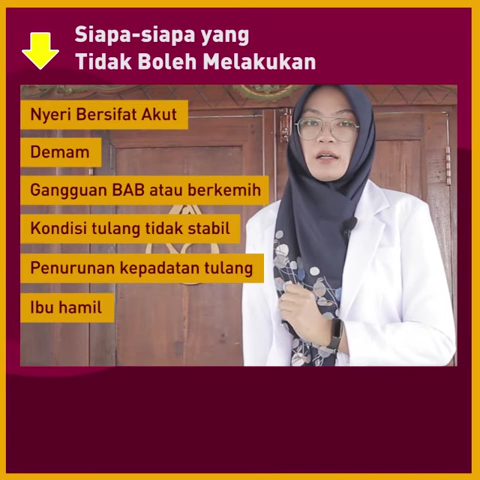 Siapa-siapa yang
Tidak Boleh Melakukan
Nyeri Bersifat Akut
Demam
Gangguan BAB atau berkemih
Kondisi tulang tidak stabil
Penurunan kepadatan tulang
Ibu hamil